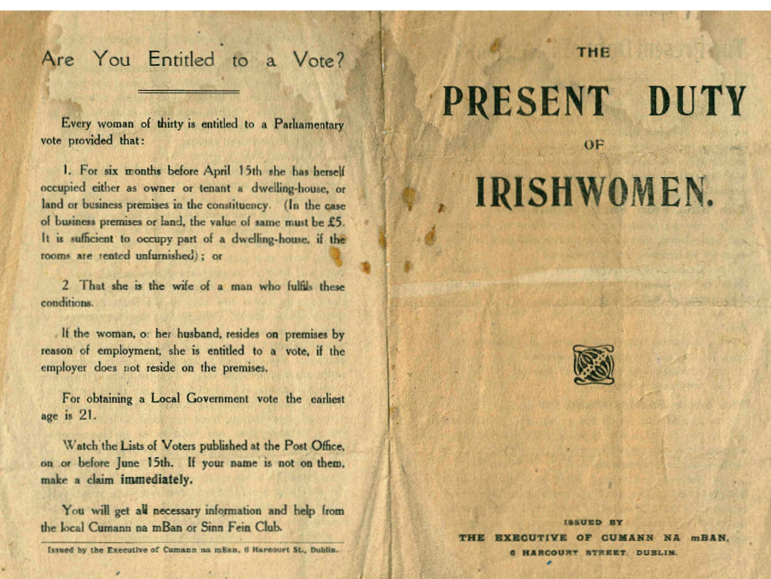 Are You Entitled to a Vote?
Every woman of thirty is entitled to a Parliamentary
vote provided that:
1. For six months before April 15th she has herself
occupied either as owner or tenant a dwelling-house, or
land or business premises in the constituency. (In the case
of business premises or land, the value of same must be £5.
It is sufficient to occupy part of a dwelling-house, if the
rooms are rented unfurnished); or
2 That she is the wife of a man who fulfils these
conditions.
If the woman, or her husband, resides on premises by
reason of employment, she is entitled to a vote, if the
employer does not reside on the premises.
For obtaining a Local Government vote the earliest
age is 21.
Watch the Lists of Voters published at the Post Office,
on or before June 15th. If your name is not on them,
make a claim immediately.
You will get all necessary information and help from
the local Cumann na mBan or Sinn Fein Club.
Issued by the Executive of Cumann na mBan, 6 Harcourt St., Dublin.
THE
PRESENT DUTY
OF
IRISHWOMEN.
ISSUED BY
THE EXECUTIVE OF CUMANN NA mBAN,
6 HARCOURT STREET, DUBLIN.